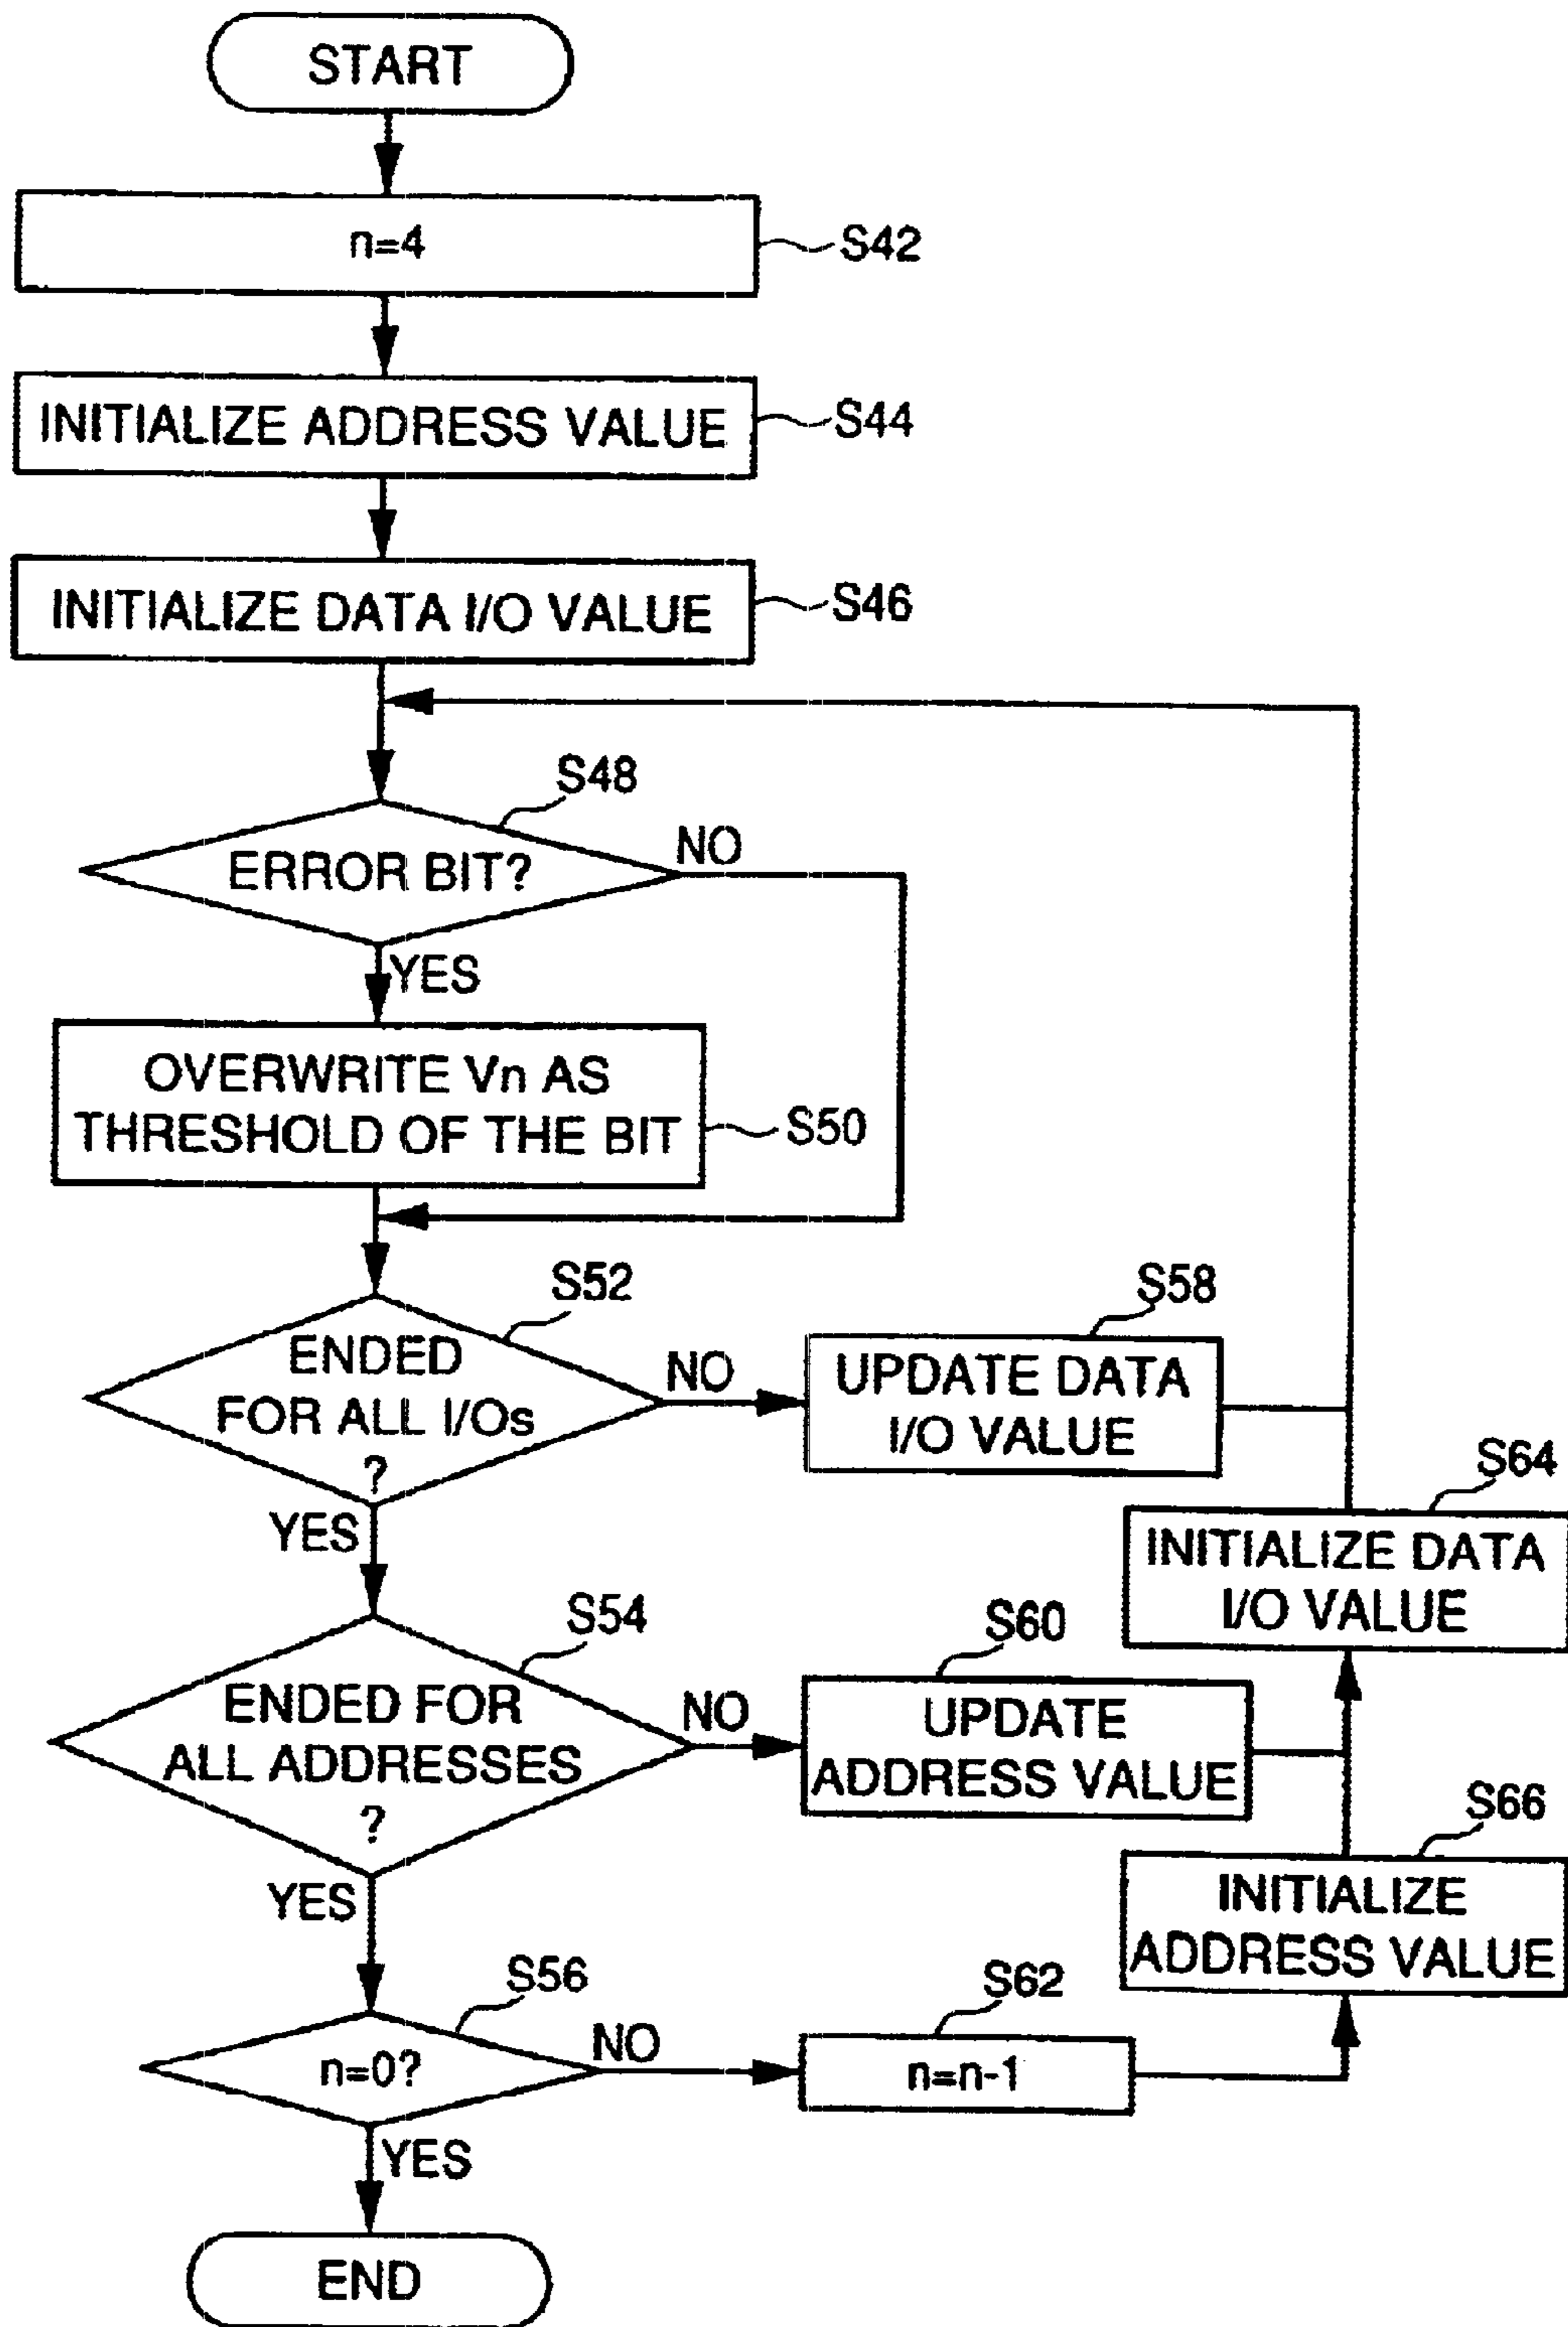 START
n=4
S42
INITIALIZE ADDRESS VALUE
S44
INITIALIZE DATA I/O VALUE
S46
S48
ERROR BIT?
NO
YES
OVERWRITE Vn AS
THRESHOLD OF THE BIT
S50
S52
ENDED
FOR ALL I/Os
?
NO
YES
S58
UPDATE DATA
I/O VALUE
S64
INITIALIZE DATA
I/O VALUE
S54
ENDED FOR
ALL ADDRESSES
?
NO
YES
S60
UPDATE
ADDRESS VALUE
S66
INITIALIZE
ADDRESS VALUE
S56
n=0?
NO
YES
S62
n=n-1
END